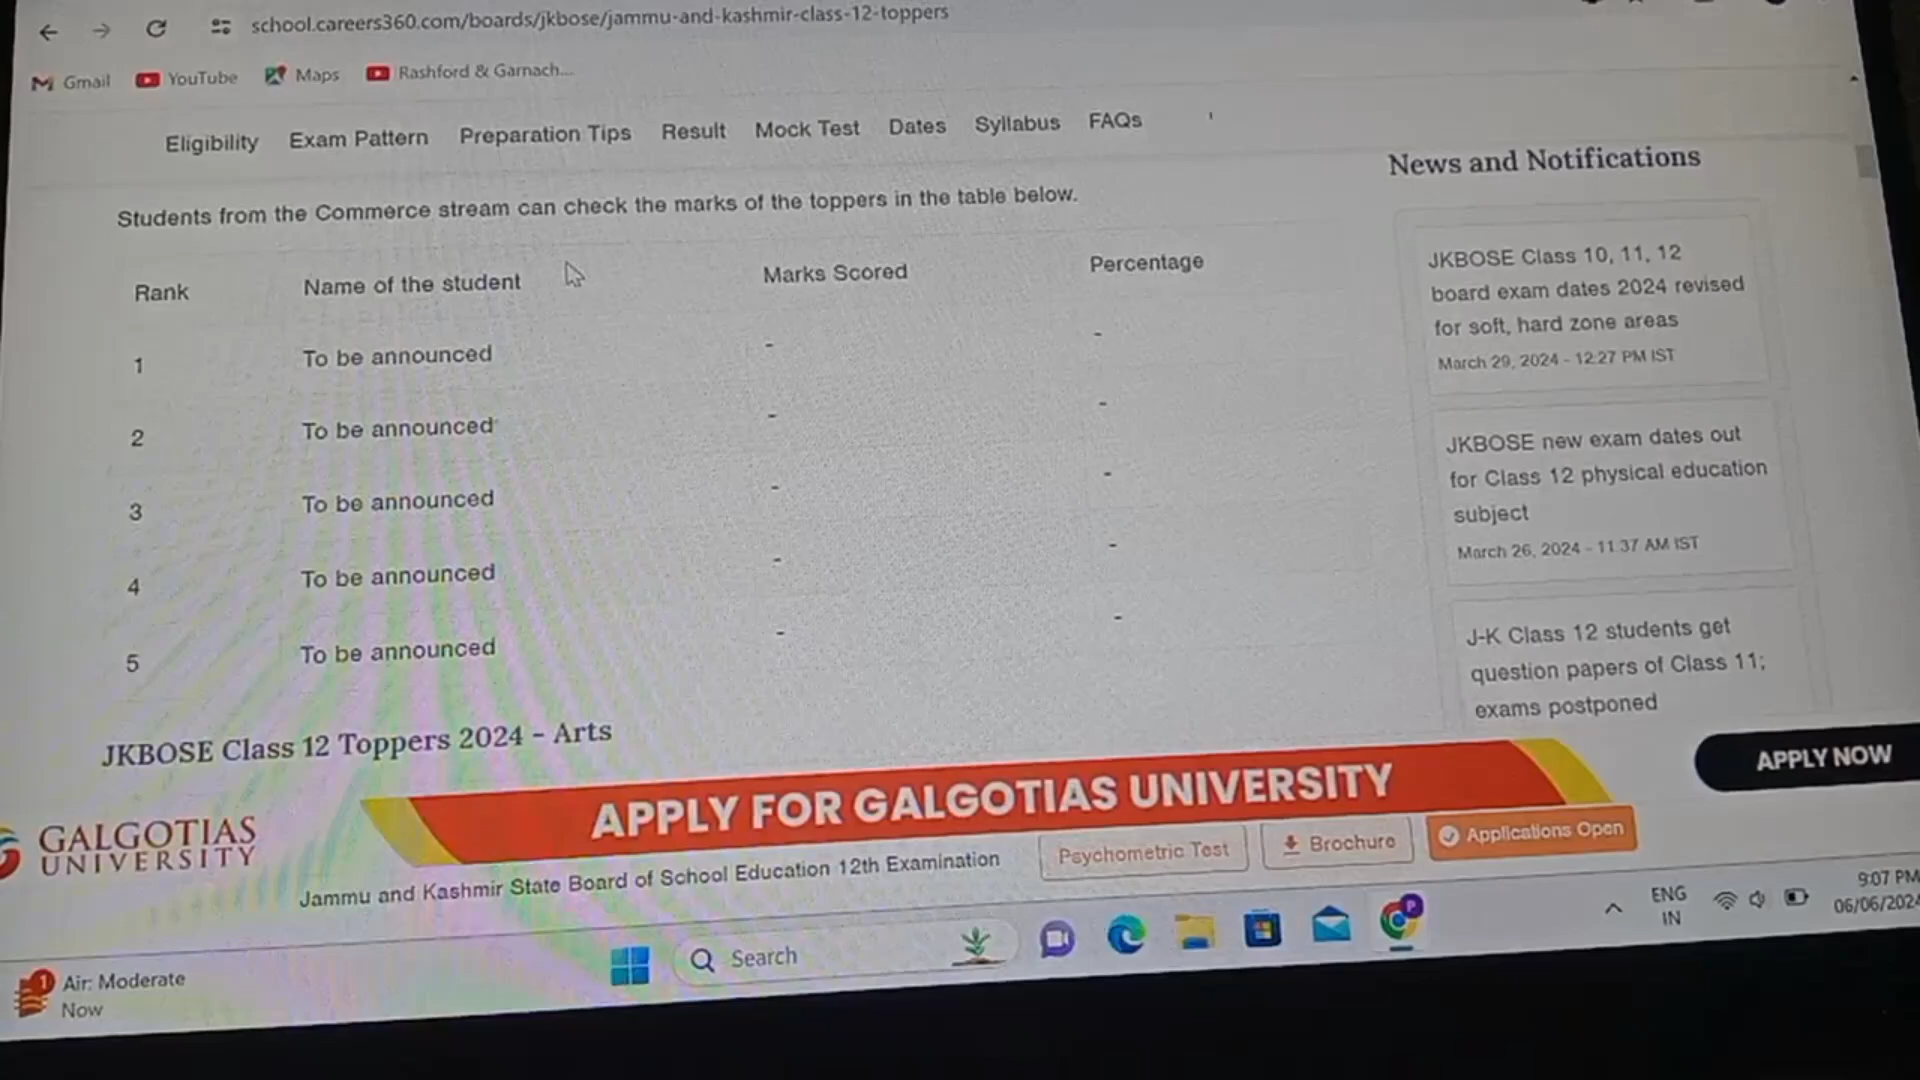 school.careers360.com/boards/jkbose/jammu-and-kashmir-class-12-toppers
Gmail YouTube Maps Rashford & Garnach...
Eligibility Exam Pattern Preparation Tips Result Mock Test Dates Syllabus FAQs
Students from the Commerce stream can check the marks of the toppers in the table below.
Rank Name of the student Marks Scored Percentage
1 To be announced - -
2 To be announced - -
3 To be announced - -
4 To be announced - -
5 To be announced - -
JKBOSE Class 12 Toppers 2024 - Arts
News and Notifications
JKBOSE Class 10, 11, 12
board exam dates 2024 revised
for soft, hard zone areas
March 29, 2024 - 12:27 PM IST
JKBOSE new exam dates out
for Class 12 physical education
subject
March 26, 2024 - 11:37 AM IST
J-K Class 12 students get
question papers of Class 11;
exams postponed
APPLY NOW
GALGOTIAS
UNIVERSITY
APPLY FOR GALGOTIAS UNIVERSITY
Jammu and Kashmir State Board of School Education 12th Examination
Psychometric Test Brochure Applications Open
1 Air: Moderate
Now
Search
P
ENG
IN
9:07 PM
06/06/2024